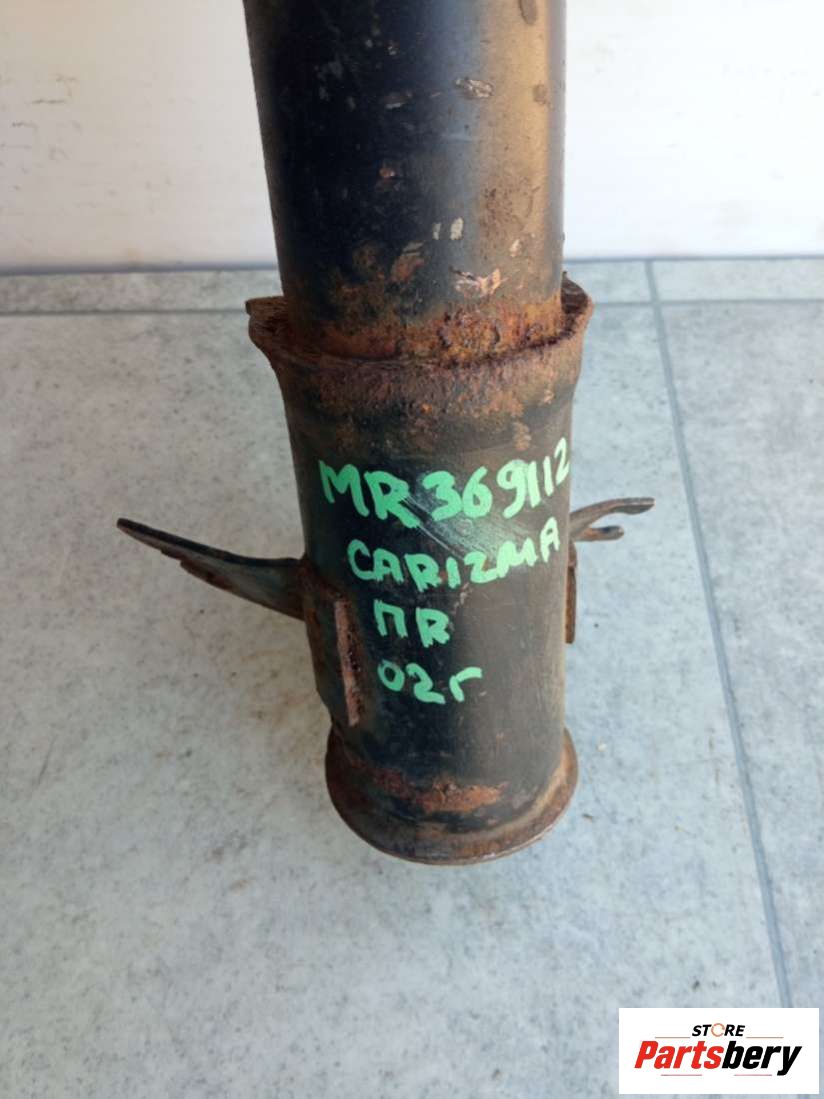 MR369112
CARIZMA
ПR
02г
STORE
Partsbery